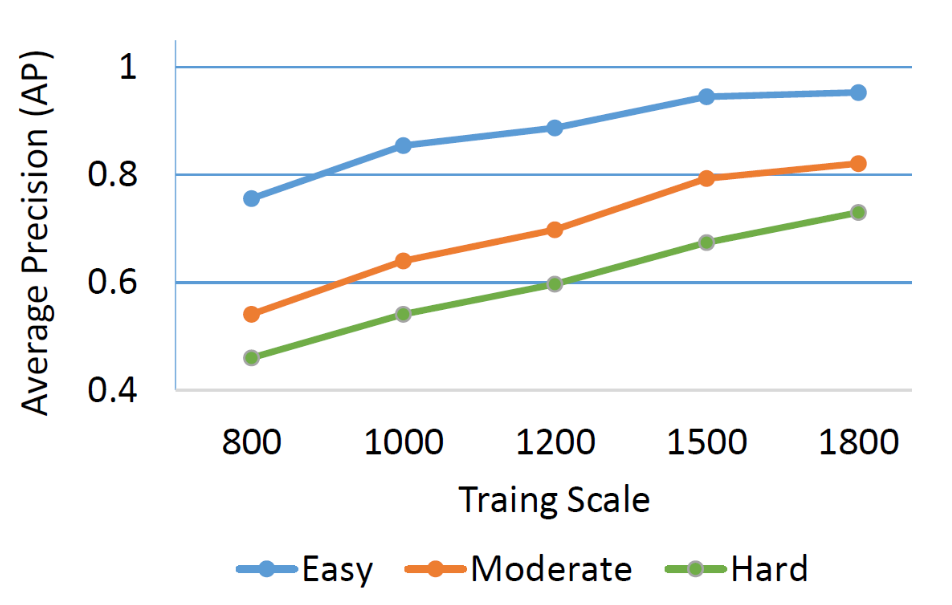 Average Precision (AP)
1
0.8
0.6
0.4
800 1000 1200 1500 1800
Traing Scale
Easy Moderate Hard